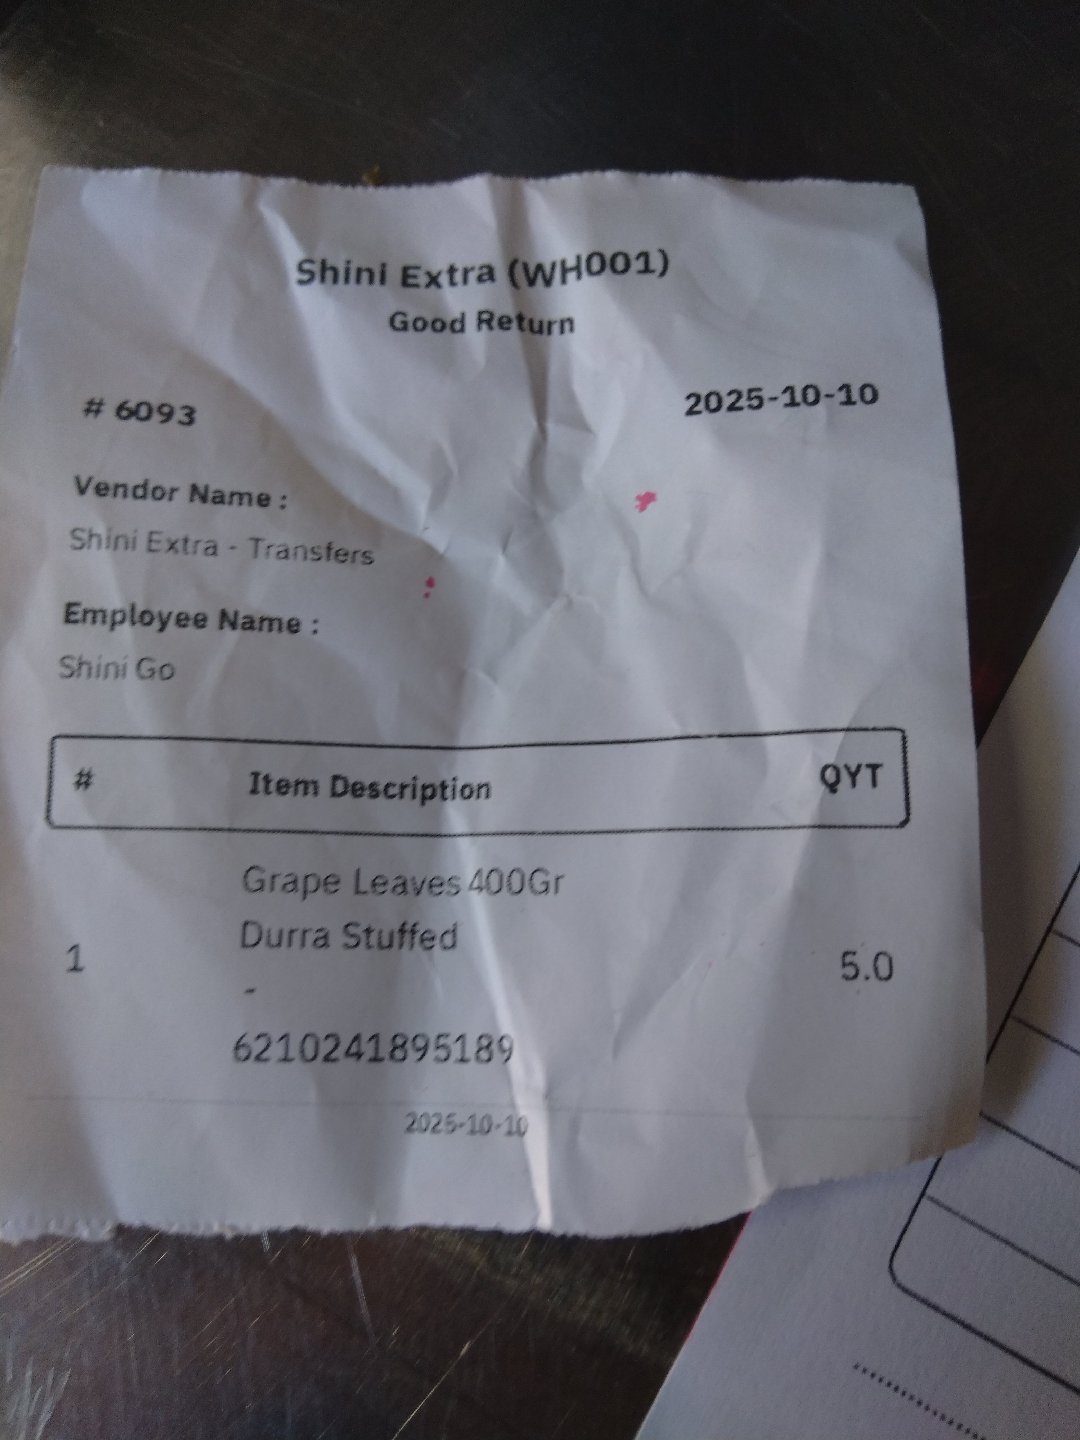 Shini Extra (WH001)
Good Return
# 6093
2025-10-10
Vendor Name :
Shini Extra - Transfers
Employee Name :
Shini Go
# Item Description QYT
Grape Leaves 400Gr
Durra Stuffed
1 5.0
-
6210241895189
2025-10-10